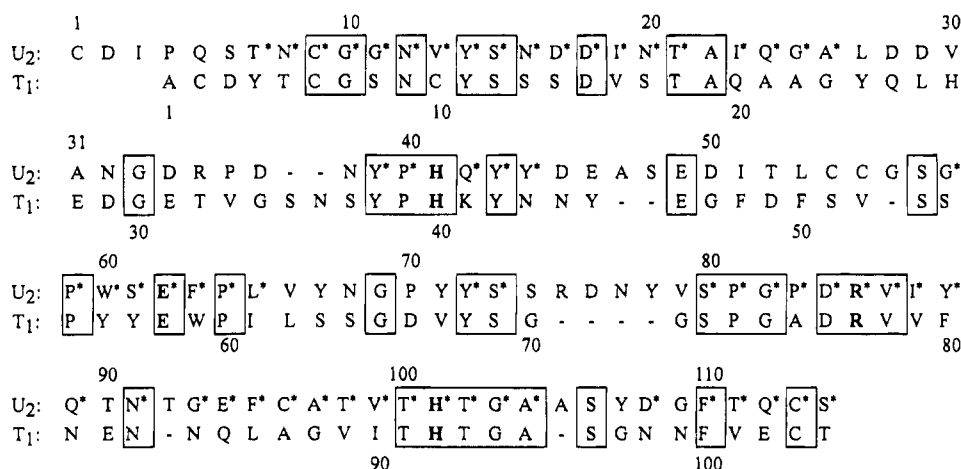 1 10 20 30
U2: C D I P Q S T* N* C* G* G* N* V* Y* S* N* D* D* I* N* T* A* I* Q* G* A* L D D V
T1: A C D Y T C G S N C Y S S S D V S T A Q A A G Y Q L H
1 10 20
31 40 50
U2: A N G D R P D - - N Y* P* H Q* Y* Y* D E A S E D I T L C C G S G*
T1: E D G E T V G S N S Y P H K Y N N Y - - E G F D F S V - S S
30 40 50
60 70 80
U2: P* W* S* E* F* P* L* V Y N G P Y Y* S* S R D N Y V S* P* G* P* D* R* V* I* Y*
T1: P Y Y E W P I L S S G D V Y S G - - - - G S P G A D R V V F
60 70 80
90 100 110
U2: Q* T N* T G* E* F* C* A* T* V* T* H* T* G* A* A S Y D* G F* T* Q* C* S*
T1: N E N - N Q L A G V I T H T G A - S G N N F V E C T
90 100